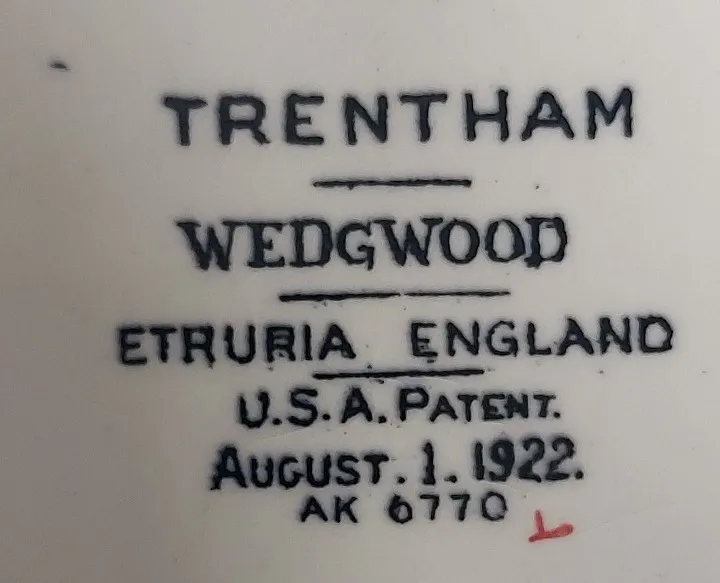 TRENTHAM
WEDGWOOD
ETRURIA ENGLAND
U.S.A. PATENT.
AUGUST. 1. 1922.
AK 6770